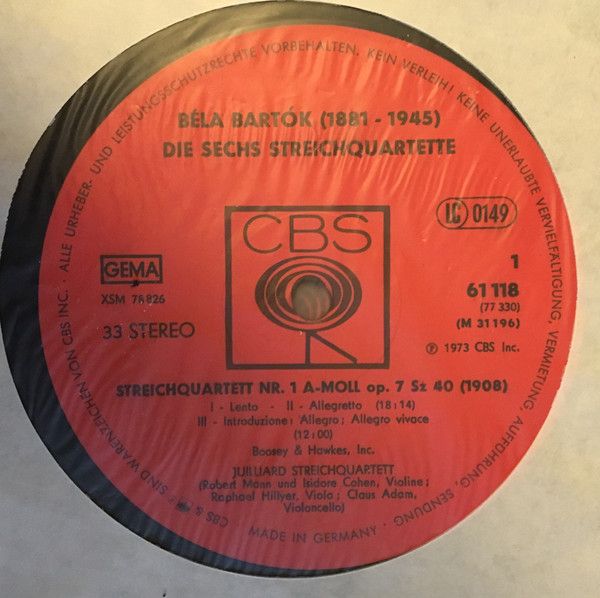 ALLE URHEBER- UND LEISTUNGSSCHUTZRECHTE VORBEHALTEN. KEIN VERLEIH! KEINE UNERLAUBTE VERVIELFÄLTIGUNG, VERMIETUNG, AUFFÜHRUNG, SENDUNG
BÉLA BARTÓK (1881 - 1945)
DIE SECHS STREICHQUARTETTE
CBS
LC 0149
GEMA
XSM 78826
33 STEREO
1
61 118
(77 330)
(M 31196)
℗ 1973 CBS Inc.
STREICHQUARTETT NR. 1 A-MOLL op. 7 Sz 40 (1908)
I - Lento - II - Allegretto (18:14)
III - Introduzione: Allegro; Allegro vivace
(12:00)
Boosey & Hawkes, Inc.
JUILLIARD STREICHQUARTETT
(Robert Mann und Isidore Cohen, Violine;
Raphael Hillyer, Viola; Claus Adam,
Violoncello)
CBS & SIND WARENZEICHEN VON CBS INC.
MADE IN GERMANY